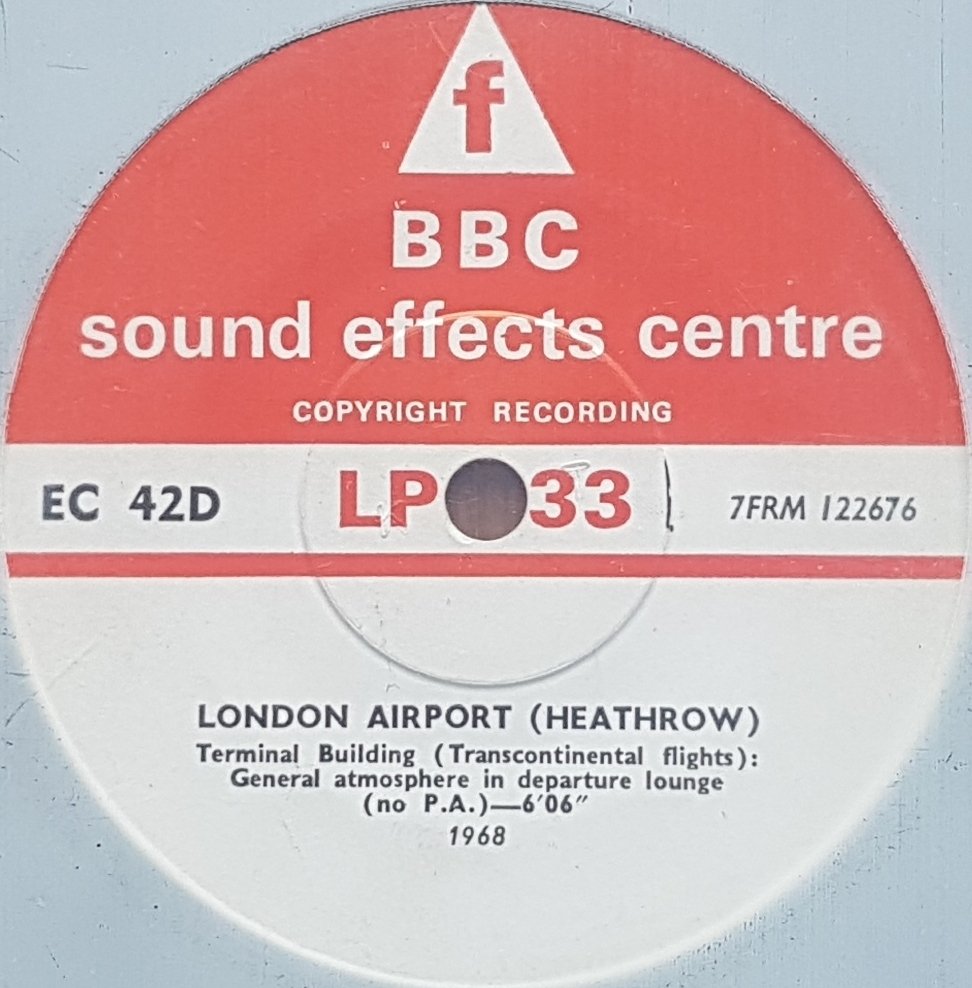 f
BBC
sound effects centre
COPYRIGHT RECORDING
EC 42D LP 33 7FRM 122676
LONDON AIRPORT (HEATHROW)
Terminal Building (Transcontinental flights):
General atmosphere in departure lounge
(no P.A.)—6′06″
1968